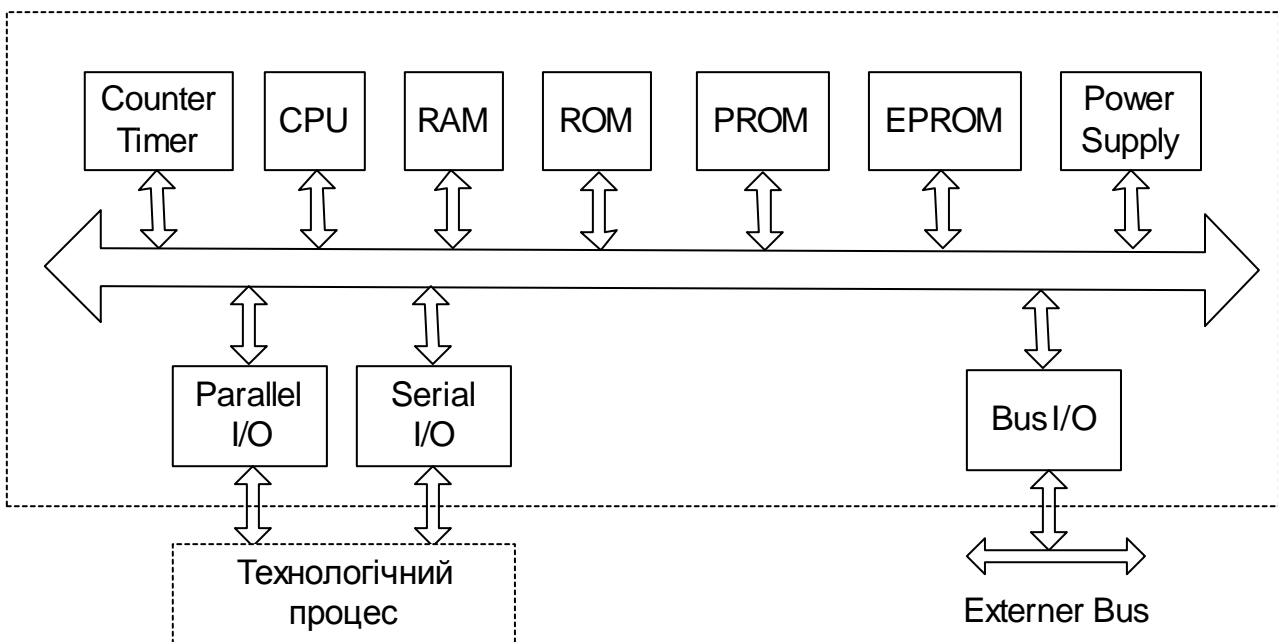 Counter
Timer
CPU
RAM
ROM
PROM
EPROM
Power
Supply
Parallel
I/O
Serial
I/O
Bus I/O
Технологічний
процес
Externer Bus